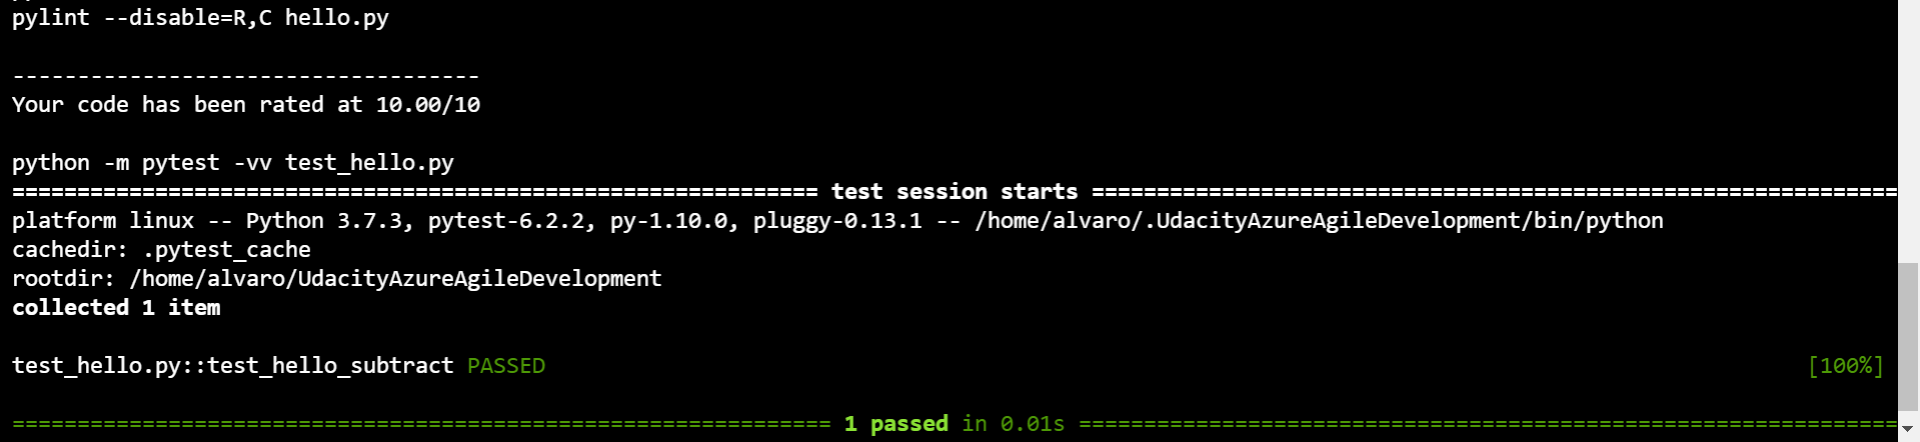 pylint --disable=R,C hello.py
------------------------------------
Your code has been rated at 10.00/10
python -m pytest -vv test_hello.py
============================================================== test session starts ==============================================================
platform linux -- Python 3.7.3, pytest-6.2.2, py-1.10.0, pluggy-0.13.1 -- /home/alvaro/.UdacityAzureAgileDevelopment/bin/python
cachedir: .pytest_cache
rootdir: /home/alvaro/UdacityAzureAgileDevelopment
collected 1 item
test_hello.py::test_hello_subtract PASSED [100%]
=============================================================== 1 passed in 0.01s ===============================================================